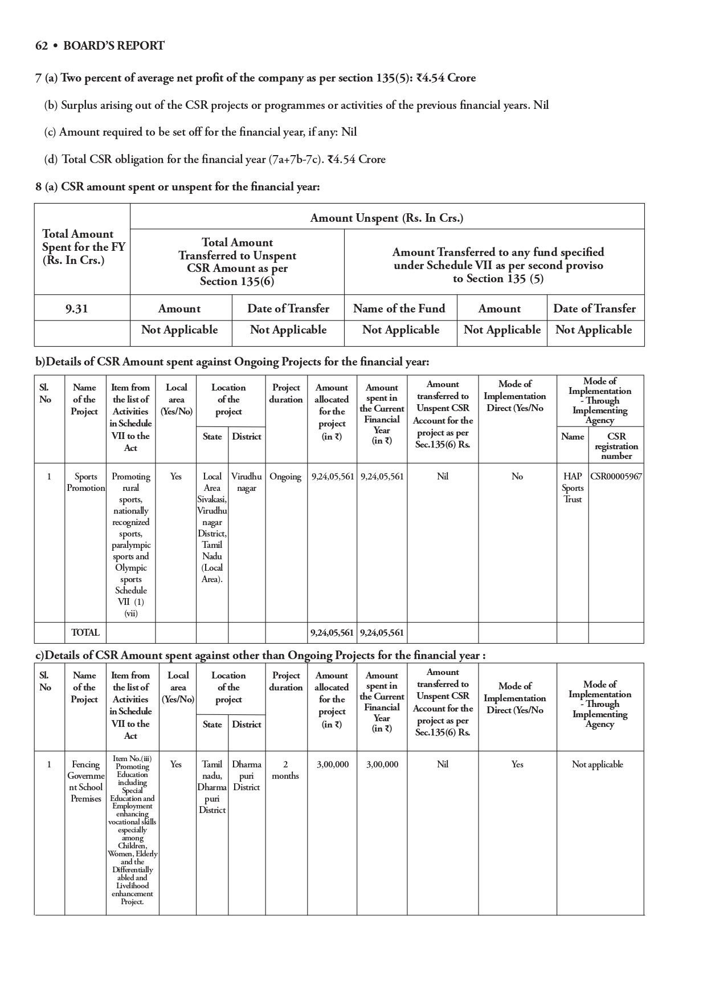 62 • BOARD'S REPORT
7 (a) Two percent of average net profit of the company as per section 135(5): ₹4.54 Crore
(b) Surplus arising out of the CSR projects or programmes or activities of the previous financial years. Nil
(c) Amount required to be set off for the financial year, if any: Nil
(d) Total CSR obligation for the financial year (7a+7b-7c). ₹4.54 Crore
8 (a) CSR amount spent or unspent for the financial year:
Total Amount
Spent for the FY
(Rs. In Crs.)
Amount Unspent (Rs. In Crs.)
Total Amount
Transferred to Unspent
CSR Amount as per
Section 135(6)
Amount Transferred to any fund specified
under Schedule VII as per second proviso
to Section 135 (5)
9.31 Amount Date of Transfer Name of the Fund Amount Date of Transfer
Not Applicable Not Applicable Not Applicable Not Applicable Not Applicable
b)Details of CSR Amount spent against Ongoing Projects for the financial year:
Sl.
No
Name
of the
Project
Item from
the list of
Activities
in Schedule
VII to the
Act
Local
area
(Yes/No)
Location
of the
project
State
District
Project
duration
Amount
allocated
for the
project
(in ₹)
Amount
spent in
the Current
Financial
Year
(in ₹)
Amount
transferred to
Unspent CSR
Account for the
project as per
Sec.135(6) Rs.
Mode of
Implementation
Direct (Yes/No
Mode of
Implementation
- Through
Implementing
Agency
Name
CSR
registration
number
1
Sports
Promotion
Promoting
rural
sports,
nationally
recognized
sports,
paralympic
sports and
Olympic
sports
Schedule
VII (1)
(vii)
Yes
Local
Area
Sivakasi,
Virudhu
nagar
District,
Tamil
Nadu
(Local
Area).
Virudhu
nagar
Ongoing
9,24,05,561
9,24,05,561
Nil
No
HAP
Sports
Trust
CSR00005967
TOTAL 9,24,05,561 9,24,05,561
c)Details of CSR Amount spent against other than Ongoing Projects for the financial year :
Sl.
No
Name
of the
Project
Item from
the list of
Activities
in Schedule
VII to the
Act
Local
area
(Yes/No)
Location
of the
project
State
District
Project
duration
Amount
allocated
for the
project
(in ₹)
Amount
spent in
the Current
Financial
Year
(in ₹)
Amount
transferred to
Unspent CSR
Account for the
project as per
Sec.135(6) Rs.
Mode of
Implementation
Direct (Yes/No
Mode of
Implementation
- Through
Implementing
Agency
1
Fencing
Governme
nt School
Premises
Item No.(iii)
Promoting
Education
including
Special
Education and
Employment
enhancing
vocational skills
especially
among
Children,
Women, Elderly
and the
Differentially
abled and
Livelihood
enhancement
Project.
Yes
Tamil
nadu,
Dharma
puri
District
Dharma
puri
District
2
months
3,00,000
3,00,000
Nil
Yes
Not applicable